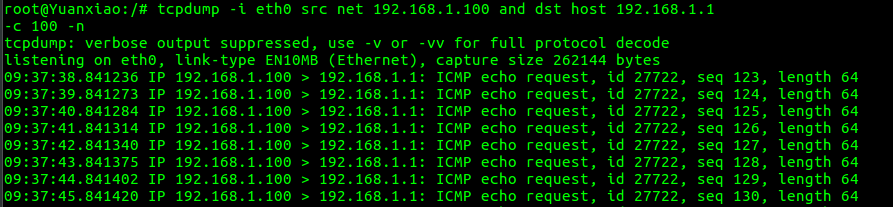 root@Yuanxiao:/# tcpdump -i eth0 src net 192.168.1.100 and dst host 192.168.1.1
-c 100 -n
tcpdump: verbose output suppressed, use -v or -vv for full protocol decode
listening on eth0, link-type EN10MB (Ethernet), capture size 262144 bytes
09:37:38.841236 IP 192.168.1.100 > 192.168.1.1: ICMP echo request, id 27722, seq 123, length 64
09:37:39.841273 IP 192.168.1.100 > 192.168.1.1: ICMP echo request, id 27722, seq 124, length 64
09:37:40.841284 IP 192.168.1.100 > 192.168.1.1: ICMP echo request, id 27722, seq 125, length 64
09:37:41.841314 IP 192.168.1.100 > 192.168.1.1: ICMP echo request, id 27722, seq 126, length 64
09:37:42.841340 IP 192.168.1.100 > 192.168.1.1: ICMP echo request, id 27722, seq 127, length 64
09:37:43.841375 IP 192.168.1.100 > 192.168.1.1: ICMP echo request, id 27722, seq 128, length 64
09:37:44.841402 IP 192.168.1.100 > 192.168.1.1: ICMP echo request, id 27722, seq 129, length 64
09:37:45.841420 IP 192.168.1.100 > 192.168.1.1: ICMP echo request, id 27722, seq 130, length 64